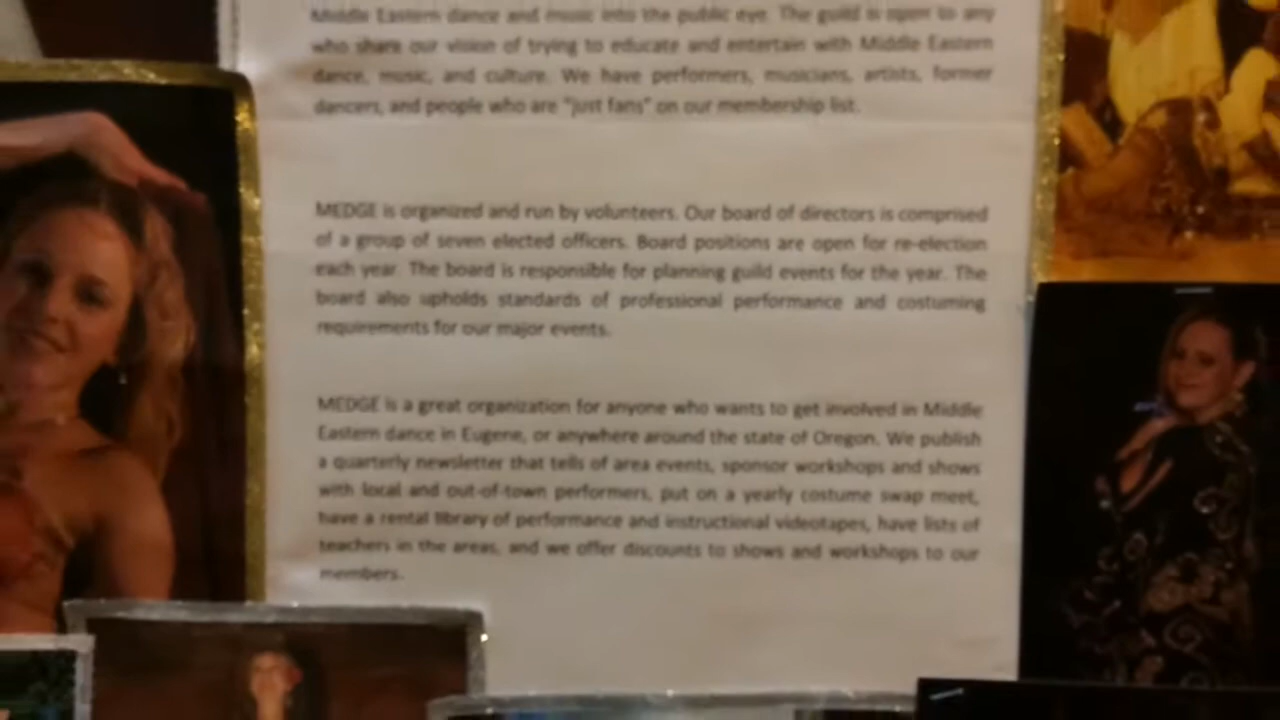 Middle Eastern dance and music into the public eye. The guild is open to any
who share our vision of trying to educate and entertain with Middle Eastern
dance, music, and culture. We have performers, musicians, artists, former
dancers, and people who are "just fans" on our membership list.
MEDGE is organized and run by volunteers. Our board of directors is comprised
of a group of seven elected officers. Board positions are open for re-election
each year. The board is responsible for planning guild events for the year. The
board also upholds standards of professional performance and costuming
requirements for our major events.
MEDGE is a great organization for anyone who wants to get involved in Middle
Eastern dance in Eugene, or anywhere around the state of Oregon. We publish
a quarterly newsletter that tells of area events, sponsor workshops and shows
with local and out-of-town performers, put on a yearly costume swap meet,
have a rental library of performance and instructional videotapes, have lists of
teachers in the areas, and we offer discounts to shows and workshops to our
members.